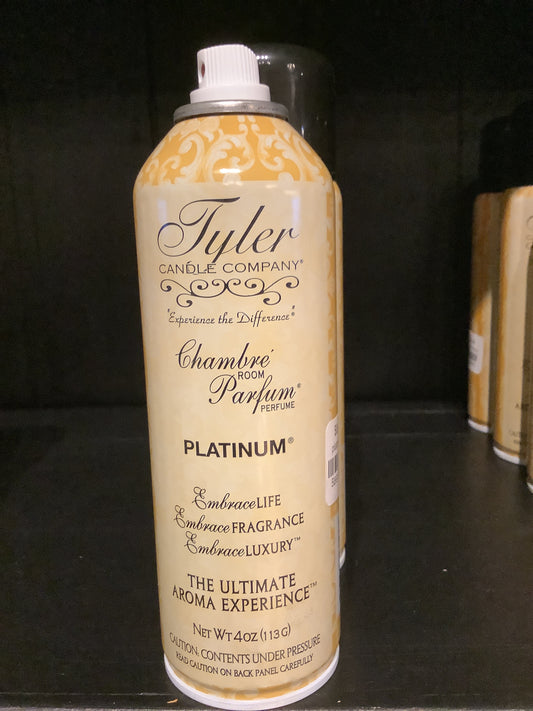 Tyler
CANDLE COMPANY®
"Experience the Difference"®
Chambré
ROOM
Parfum®
PERFUME
PLATINUM®
EmbraceLIFE
EmbraceFRAGRANCE
EmbraceLUXURY™
THE ULTIMATE
AROMA EXPERIENCE™
NET WT 4OZ (113G)
CAUTION: CONTENTS UNDER PRESSURE
READ CAUTION ON BACK PANEL CAREFULLY